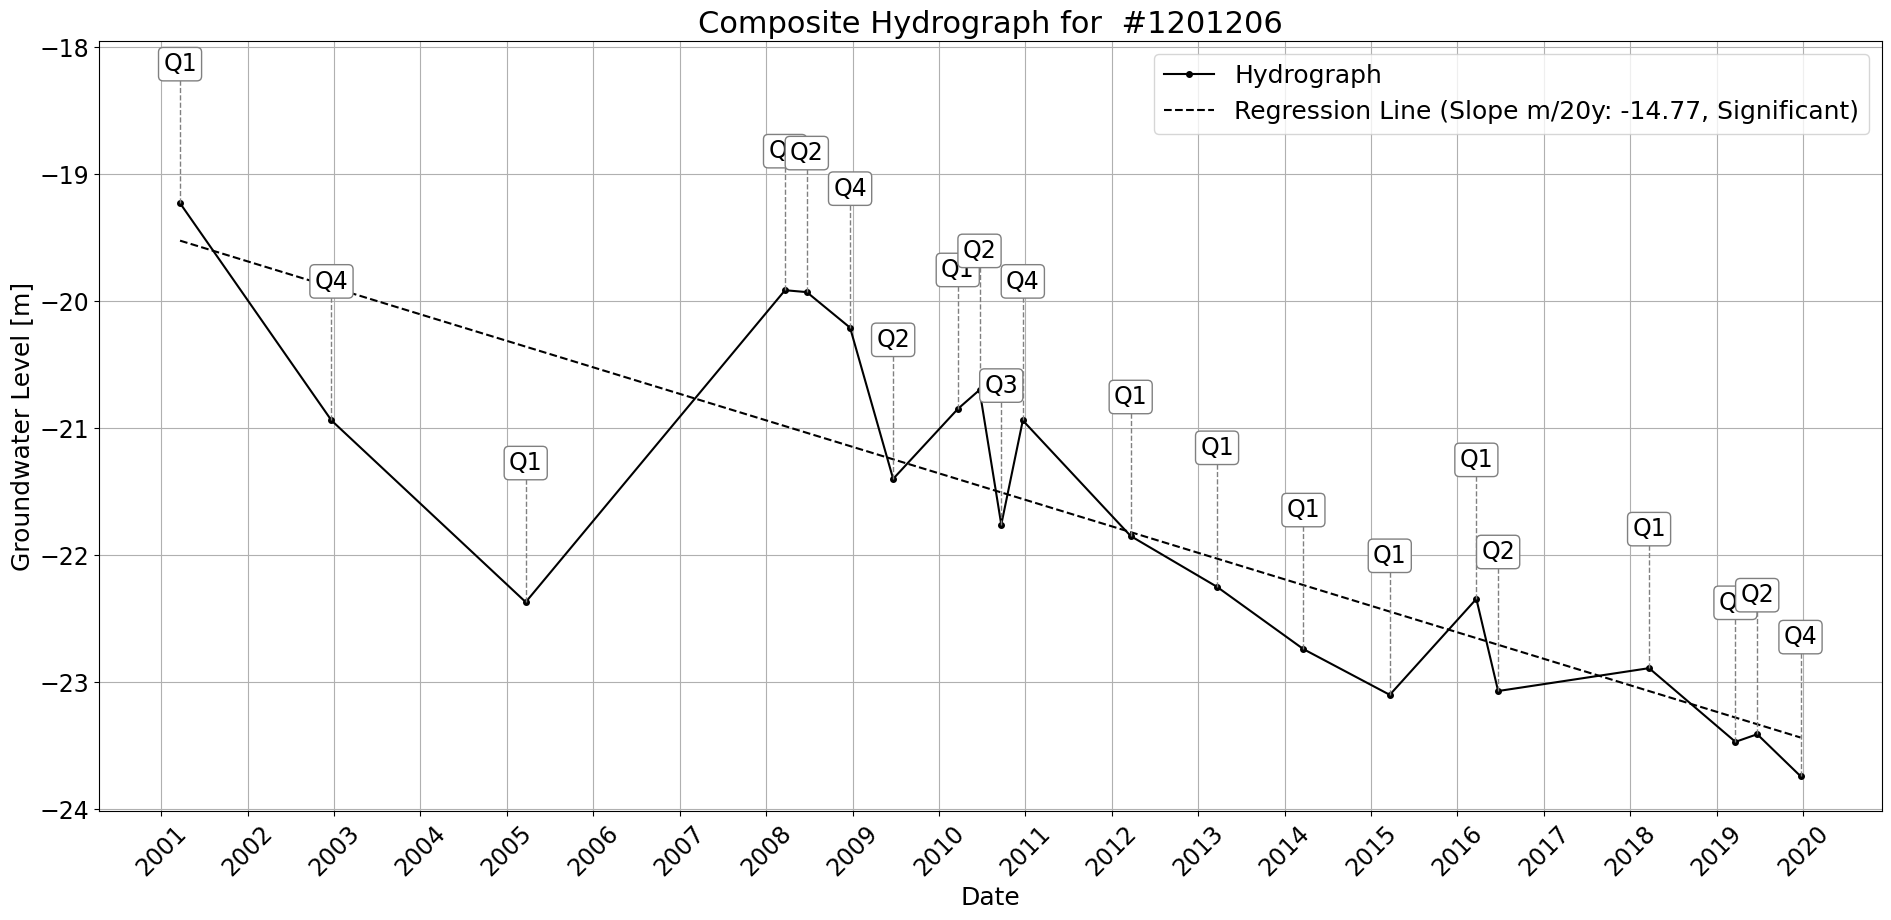 Composite Hydrograph for  #1201206
Hydrograph
Regression Line (Slope m/20y: -14.77, Significant)
Groundwater Level [m]
−18
−19
−20
−21
−22
−23
−24
Q1
Q4
Q1
Q2
Q4
Q2
Q1
Q2
Q3
Q4
Q1
Q1
Q1
Q1
Q1
Q2
Q1
Q2
Q4
2001
2002
2003
2004
2005
2006
2007
2008
2009
2010
2011
2012
2013
2014
2015
2016
2017
2018
2019
2020
Date